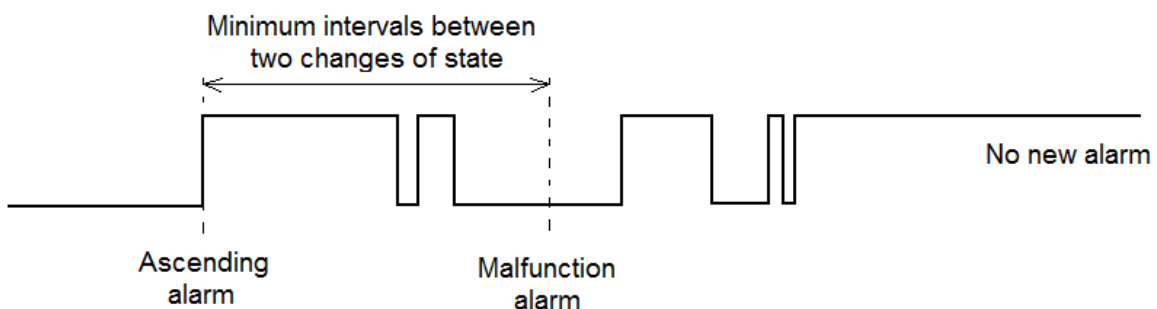 Minimum intervals between
two changes of state
No new alarm
Ascending
alarm
Malfunction
alarm